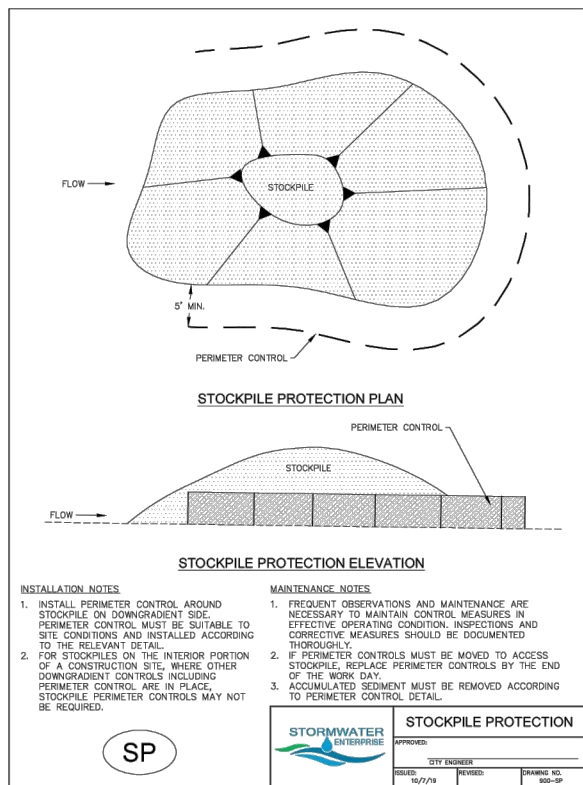 STOCKPILE
FLOW
5' MIN.
PERIMETER CONTROL
STOCKPILE PROTECTION PLAN
PERIMETER CONTROL
STOCKPILE
FLOW
STOCKPILE PROTECTION ELEVATION
INSTALLATION NOTES
1. INSTALL PERIMETER CONTROL AROUND
STOCKPILE ON DOWNGRADIENT SIDE.
PERIMETER CONTROL MUST BE SUITABLE TO
SITE CONDITIONS AND INSTALLED ACCORDING
TO THE RELEVANT DETAIL.
2. FOR STOCKPILES ON THE INTERIOR PORTION
OF A CONSTRUCTION SITE, WHERE OTHER
DOWNGRADIENT CONTROLS INCLUDING
PERIMETER CONTROL ARE IN PLACE,
STOCKPILE PERIMETER CONTROLS MAY NOT
BE REQUIRED.
MAINTENANCE NOTES
1. FREQUENT OBSERVATIONS AND MAINTENANCE ARE
NECESSARY TO MAINTAIN CONTROL MEASURES IN
EFFECTIVE OPERATING CONDITION. INSPECTIONS AND
CORRECTIVE MEASURES SHOULD BE DOCUMENTED
THOROUGHLY.
2. IF PERIMETER CONTROLS MUST BE MOVED TO ACCESS
STOCKPILE, REPLACE PERIMETER CONTROLS BY THE END
OF THE WORK DAY.
3. ACCUMULATED SEDIMENT MUST BE REMOVED ACCORDING
TO PERIMETER CONTROL DETAIL.
SP
STORMWATER
ENTERPRISE
STOCKPILE PROTECTION
APPROVED:
CITY ENGINEER
ISSUED: REVISED: DRAWING NO.
10/7/19 900-SP